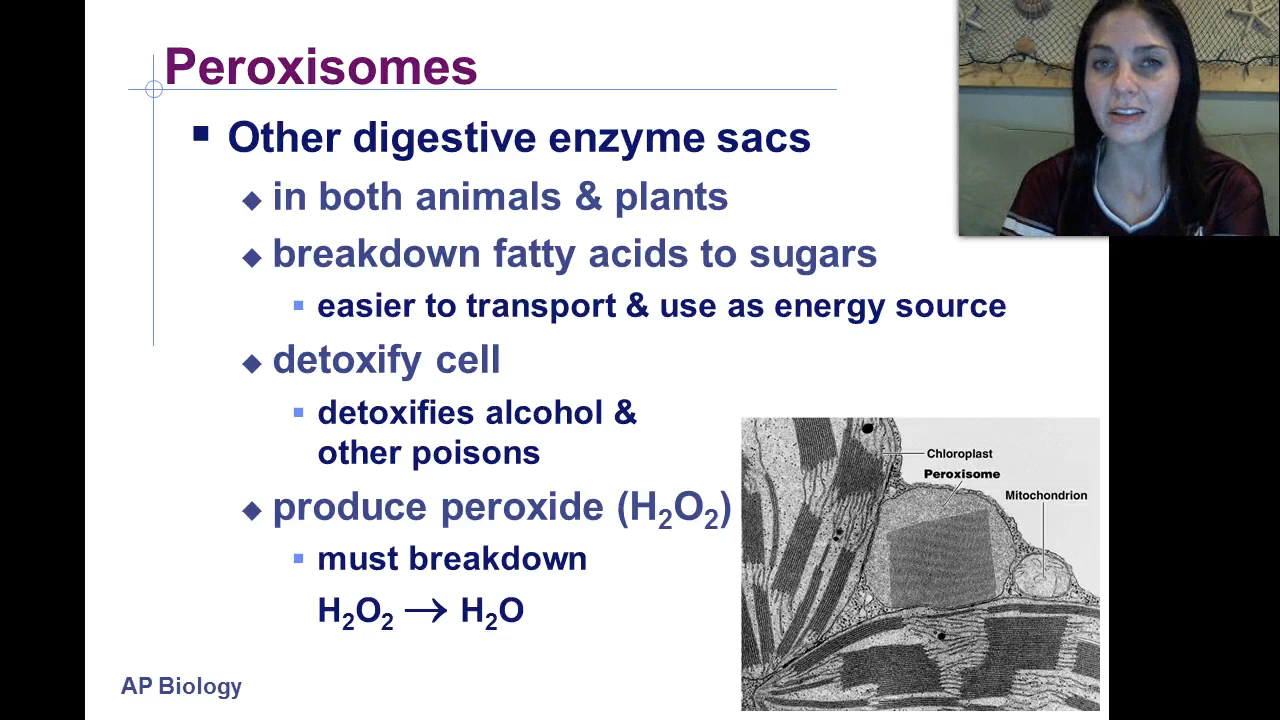 Peroxisomes
Other digestive enzyme sacs
in both animals & plants
breakdown fatty acids to sugars
easier to transport & use as energy source
detoxify cell
detoxifies alcohol &
other poisons
produce peroxide (H₂O₂)
must breakdown
H₂O₂ → H₂O
Chloroplast
Peroxisome
Mitochondrion
AP Biology